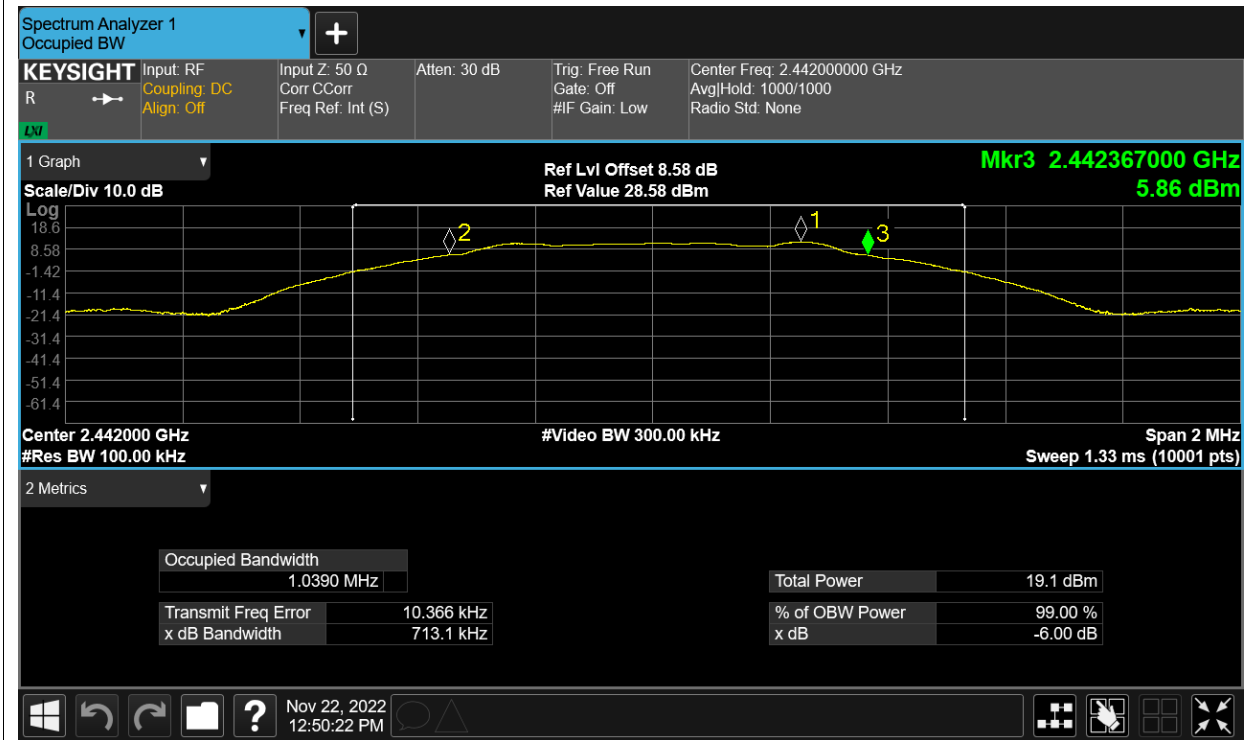 Spectrum Analyzer 1
Occupied BW
KEYSIGHT
R
LXI
Input: RF
Coupling: DC
Align: Off
Input Z: 50 Ω
Corr CCorr
Freq Ref: Int (S)
Atten: 30 dB
Trig: Free Run
Gate: Off
#IF Gain: Low
Center Freq: 2.442000000 GHz
Avg|Hold: 1000/1000
Radio Std: None
1 Graph
Scale/Div 10.0 dB
Ref Lvl Offset 8.58 dB
Ref Value 28.58 dBm
Mkr3 2.442367000 GHz
5.86 dBm
Log
18.6
8.58
-1.42
-11.4
-21.4
-31.4
-41.4
-51.4
-61.4
2
1
3
Center 2.442000 GHz
#Video BW 300.00 kHz
Span 2 MHz
#Res BW 100.00 kHz
Sweep 1.33 ms (10001 pts)
2 Metrics
Occupied Bandwidth
1.0390 MHz
Transmit Freq Error 10.366 kHz
x dB Bandwidth 713.1 kHz
Total Power 19.1 dBm
% of OBW Power 99.00 %
x dB -6.00 dB
?
Nov 22, 2022
12:50:22 PM